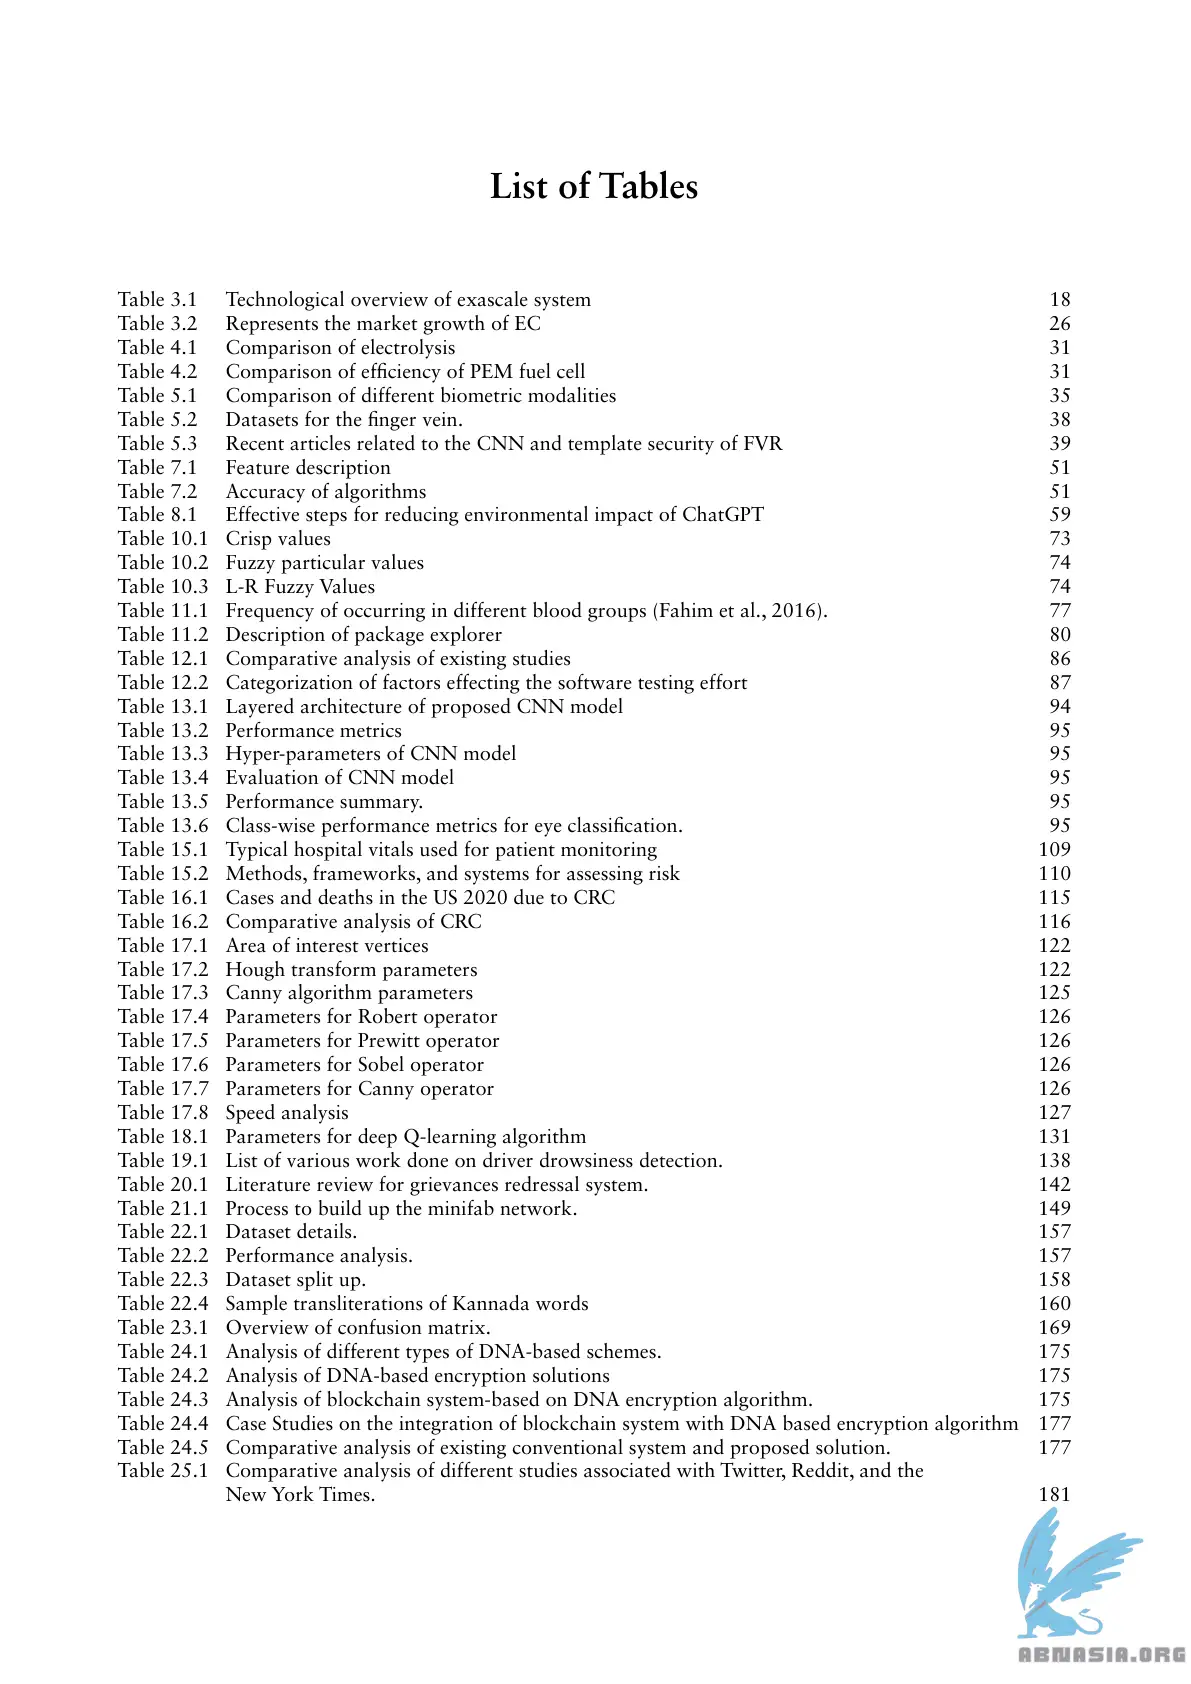 List of Tables
Table 3.1 Technological overview of exascale system 18
Table 3.2 Represents the market growth of EC 26
Table 4.1 Comparison of electrolysis 31
Table 4.2 Comparison of efficiency of PEM fuel cell 31
Table 5.1 Comparison of different biometric modalities 35
Table 5.2 Datasets for the finger vein. 38
Table 5.3 Recent articles related to the CNN and template security of FVR 39
Table 7.1 Feature description 51
Table 7.2 Accuracy of algorithms 51
Table 8.1 Effective steps for reducing environmental impact of ChatGPT 59
Table 10.1 Crisp values 73
Table 10.2 Fuzzy particular values 74
Table 10.3 L-R Fuzzy Values 74
Table 11.1 Frequency of occurring in different blood groups (Fahim et al., 2016). 77
Table 11.2 Description of package explorer 80
Table 12.1 Comparative analysis of existing studies 86
Table 12.2 Categorization of factors effecting the software testing effort 87
Table 13.1 Layered architecture of proposed CNN model 94
Table 13.2 Performance metrics 95
Table 13.3 Hyper-parameters of CNN model 95
Table 13.4 Evaluation of CNN model 95
Table 13.5 Performance summary. 95
Table 13.6 Class-wise performance metrics for eye classification. 95
Table 15.1 Typical hospital vitals used for patient monitoring 109
Table 15.2 Methods, frameworks, and systems for assessing risk 110
Table 16.1 Cases and deaths in the US 2020 due to CRC 115
Table 16.2 Comparative analysis of CRC 116
Table 17.1 Area of interest vertices 122
Table 17.2 Hough transform parameters 122
Table 17.3 Canny algorithm parameters 125
Table 17.4 Parameters for Robert operator 126
Table 17.5 Parameters for Prewitt operator 126
Table 17.6 Parameters for Sobel operator 126
Table 17.7 Parameters for Canny operator 126
Table 17.8 Speed analysis 127
Table 18.1 Parameters for deep Q-learning algorithm 131
Table 19.1 List of various work done on driver drowsiness detection. 138
Table 20.1 Literature review for grievances redressal system. 142
Table 21.1 Process to build up the minifab network. 149
Table 22.1 Dataset details. 157
Table 22.2 Performance analysis. 157
Table 22.3 Dataset split up. 158
Table 22.4 Sample transliterations of Kannada words 160
Table 23.1 Overview of confusion matrix. 169
Table 24.1 Analysis of different types of DNA-based schemes. 175
Table 24.2 Analysis of DNA-based encryption solutions 175
Table 24.3 Analysis of blockchain system-based on DNA encryption algorithm. 175
Table 24.4 Case Studies on the integration of blockchain system with DNA based encryption algorithm 177
Table 24.5 Comparative analysis of existing conventional system and proposed solution. 177
Table 25.1 Comparative analysis of different studies associated with Twitter, Reddit, and the
New York Times. 181
ABNASIA.ORG